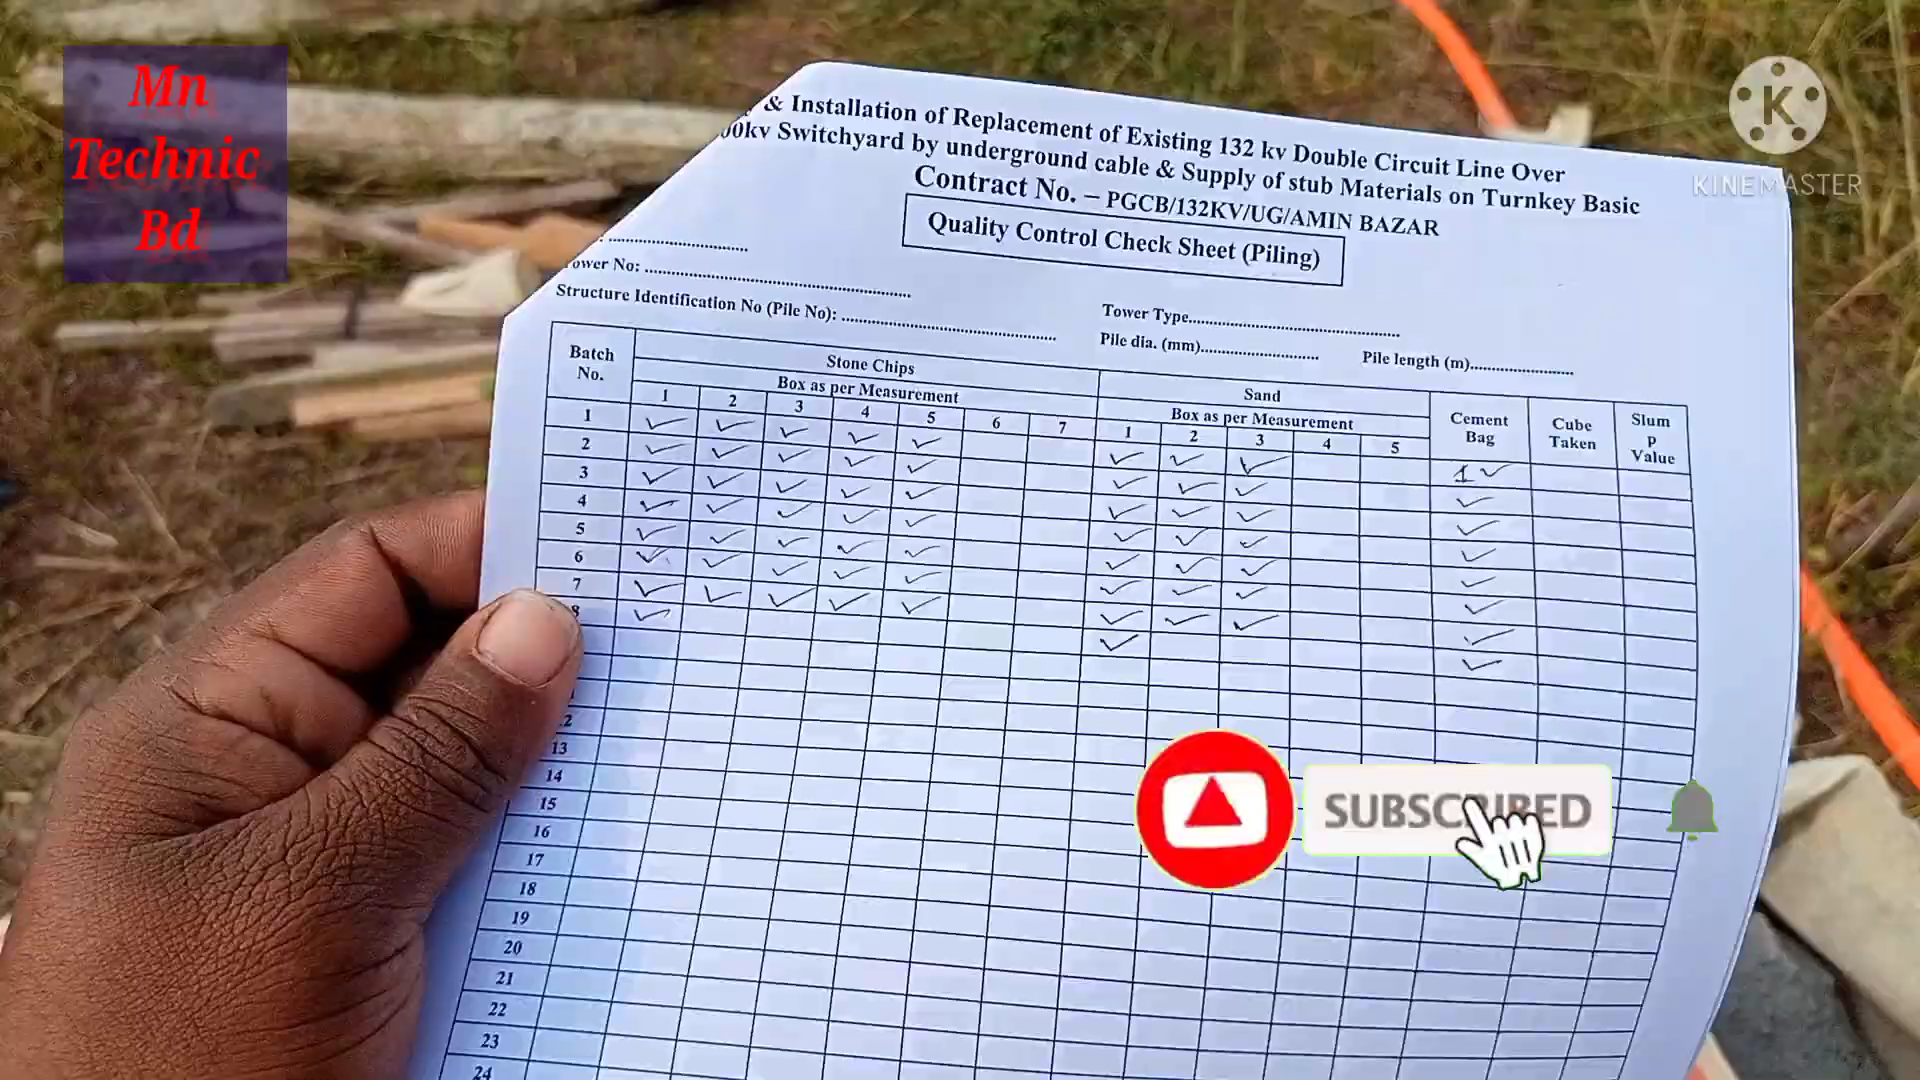 Mn
Technic
Bd
KINEMASTER
& Installation of Replacement of Existing 132 kv Double Circuit Line Over
00kv Switchyard by underground cable & Supply of stub Materials on Turnkey Basic
Contract No. – PGCB/132KV/UG/AMIN BAZAR
Quality Control Check Sheet (Piling)
ower No:
Tower Type
Structure Identification No (Pile No):
Pile dia. (mm) Pile length (m)
Batch No. Stone Chips Sand Cement Bag Cube Taken Slum p Value
Box as per Measurement Box as per Measurement
1 2 3 4 5 6 7 1 2 3 4 5
1 ✓ ✓ ✓ ✓ ✓ ✓ ✓ ✓ 1 ✓
2 ✓ ✓ ✓ ✓ ✓ ✓ ✓ ✓ ✓
3 ✓ ✓ ✓ ✓ ✓ ✓ ✓ ✓ ✓
4 ✓ ✓ ✓ ✓ ✓ ✓ ✓ ✓ ✓
5 ✓ ✓ ✓ ✓ ✓ ✓ ✓ ✓ ✓
6 ✓ ✓ ✓ ✓ ✓ ✓ ✓ ✓ ✓
7 ✓ ✓ ✓ ✓ ✓ ✓ ✓ ✓ ✓
8 ✓ ✓ ✓
2
13
14
15
16
17
18
19
20
21
22
23
24
SUBSCRIBED